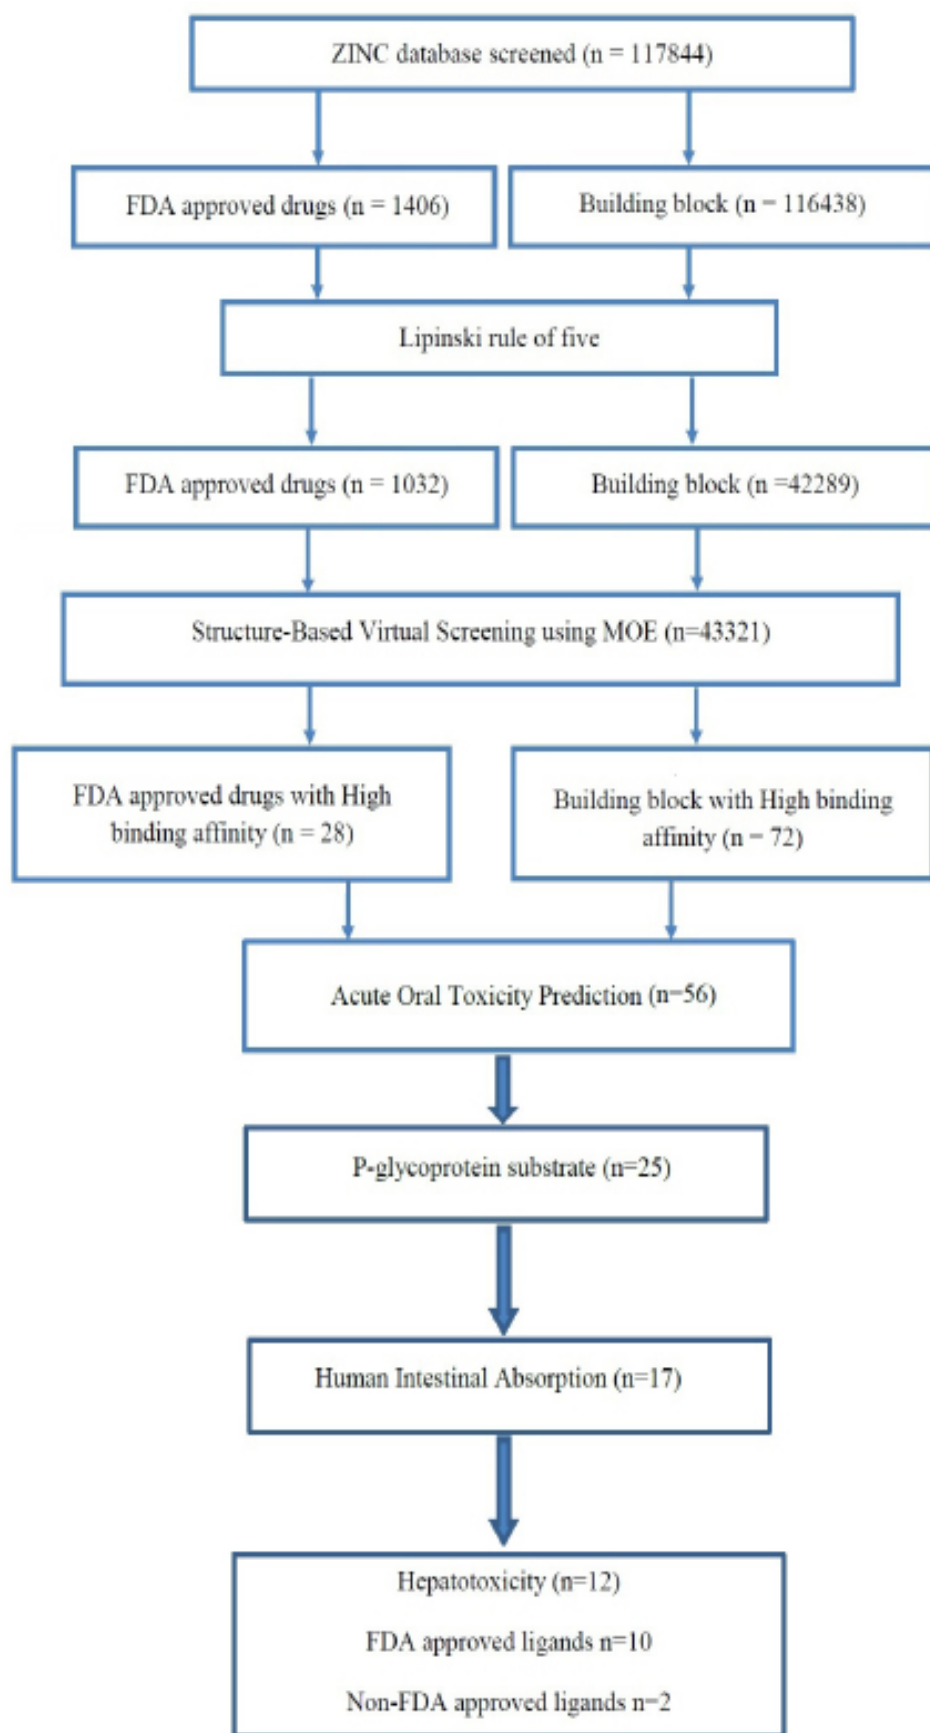 ZINC database screened (n = 117844)
FDA approved drugs (n = 1406)
Building block (n = 116438)
Lipinski rule of five
FDA approved drugs (n = 1032)
Building block (n =42289)
Structure-Based Virtual Screening using MOE (n=43321)
FDA approved drugs with High
binding affinity (n = 28)
Building block with High binding
affinity (n = 72)
Acute Oral Toxicity Prediction (n=56)
P-glycoprotein substrate (n=25)
Human Intestinal Absorption (n=17)
Hepatotoxicity (n=12)
FDA approved ligands n=10
Non-FDA approved ligands n=2